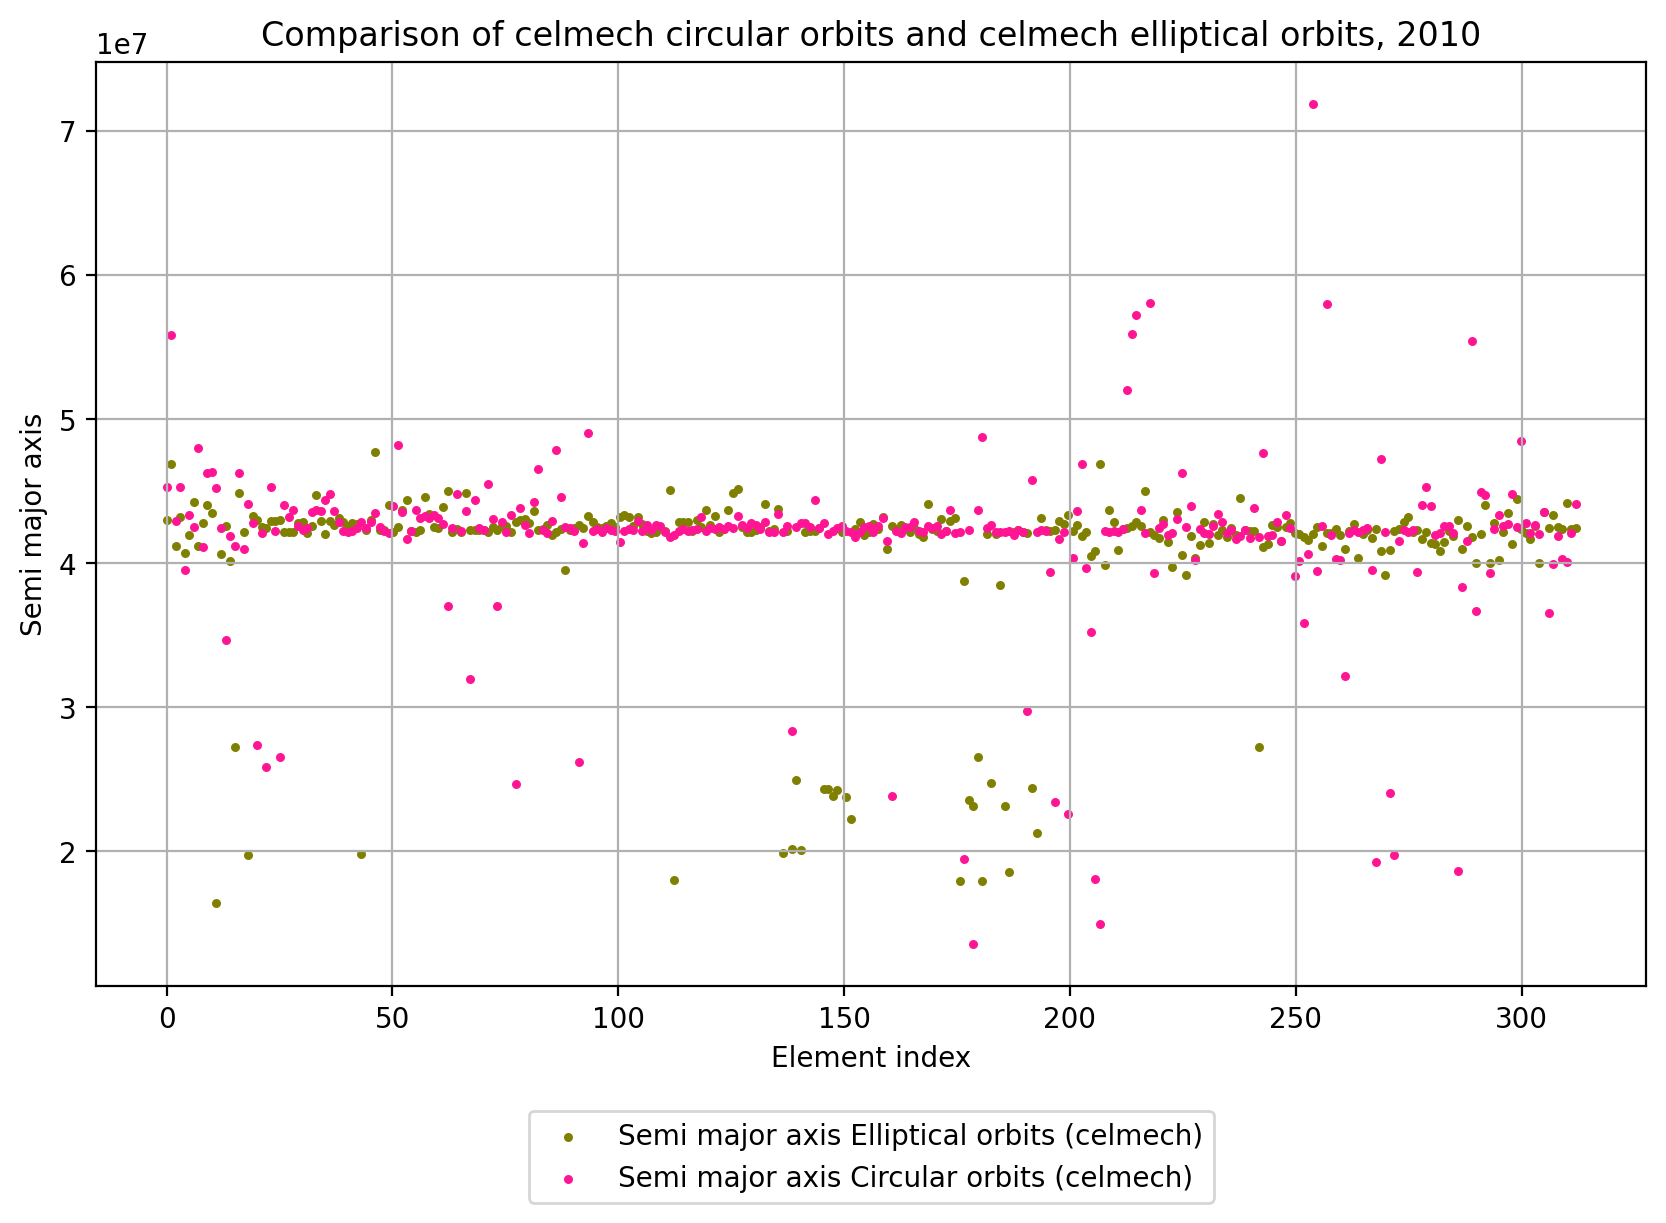 Comparison of celmech circular orbits and celmech elliptical orbits, 2010
1e7
7
6
5
4
3
2
Semi major axis
0 50 100 150 200 250 300
Element index
Semi major axis Elliptical orbits (celmech)
Semi major axis Circular orbits (celmech)